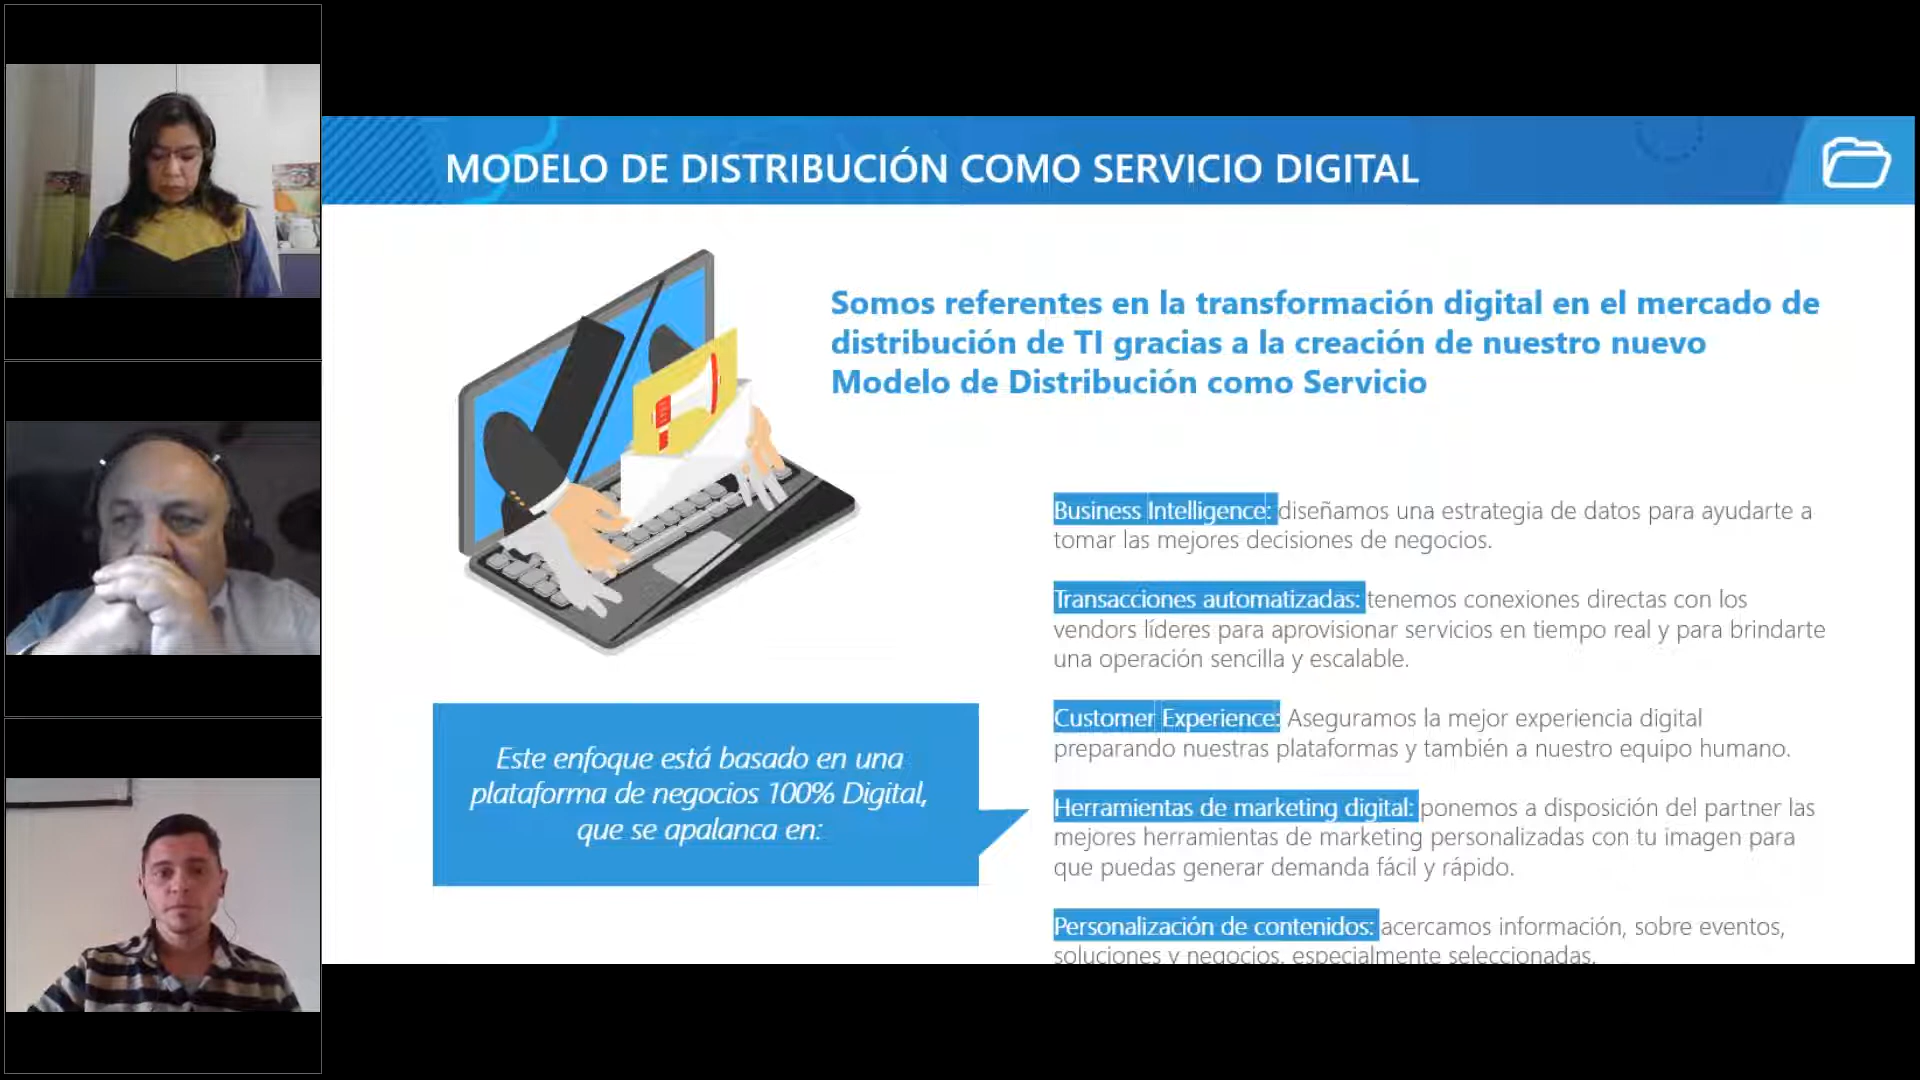 MODELO DE DISTRIBUCIÓN COMO SERVICIO DIGITAL
Somos referentes en la transformación digital en el mercado de
distribución de TI gracias a la creación de nuestro nuevo
Modelo de Distribución como Servicio
Este enfoque está basado en una
plataforma de negocios 100% Digital,
que se apalanca en:
Business Intelligence: diseñamos una estrategia de datos para ayudarte a
tomar las mejores decisiones de negocios.
Transacciones automatizadas: tenemos conexiones directas con los
vendors líderes para aprovisionar servicios en tiempo real y para brindarte
una operación sencilla y escalable.
Customer Experience: Aseguramos la mejor experiencia digital
preparando nuestras plataformas y también a nuestro equipo humano.
Herramientas de marketing digital: ponemos a disposición del partner las
mejores herramientas de marketing personalizadas con tu imagen para
que puedas generar demanda fácil y rápido.
Personalización de contenidos: acercamos información, sobre eventos,
soluciones y negocios, especialmente seleccionadas.